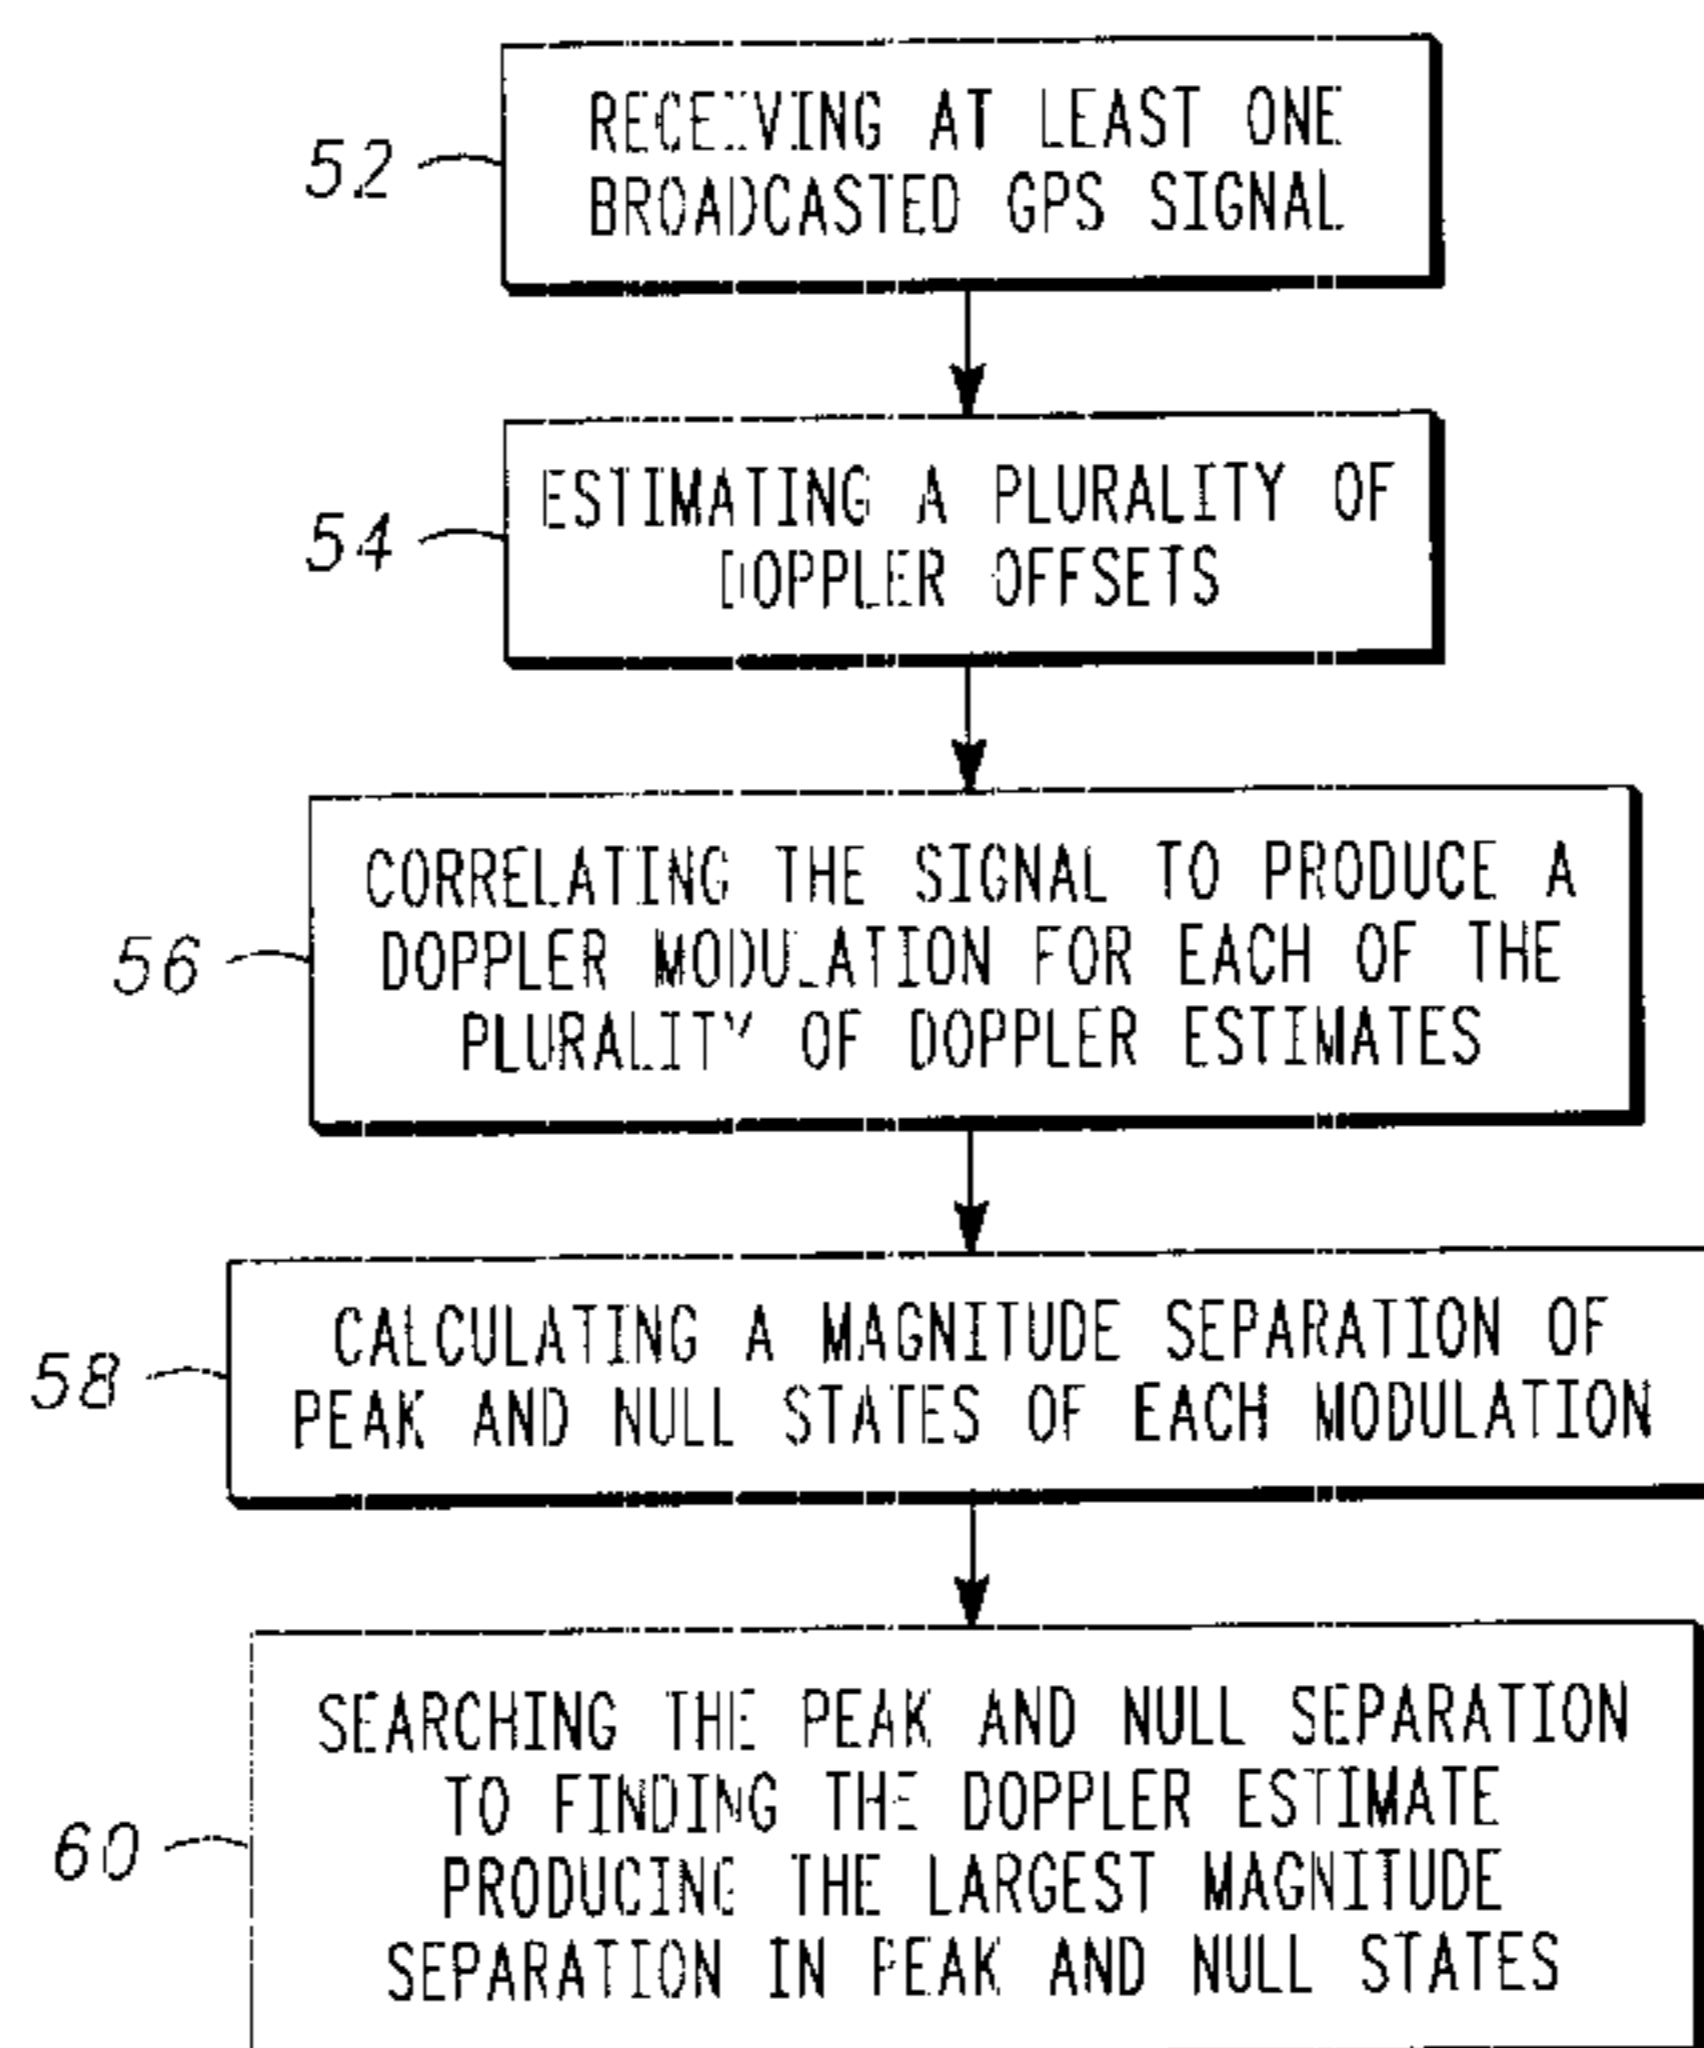 RECEIVING AT LEAST ONE
52
BROADCASTED GPS SIGNAL
ESTIMATING A PLURALITY OF
54
DOPPLER OFFSETS
CORRELATING THE SIGNAL TO PRODUCE A
56
DOPPLER MODULATION FOR EACH OF THE
PLURALITY OF DOPPLER ESTIMATES
CALCULATING A MAGNITUDE SEPARATION OF
58
PEAK AND NULL STATES OF EACH MODULATION
SEARCHING THE PEAK AND NULL SEPARATION
TO FINDING THE DOPPLER ESTIMATE
60
PRODUCING THE LARGEST MAGNITUDE
SEPARATION IN PEAK AND NULL STATES